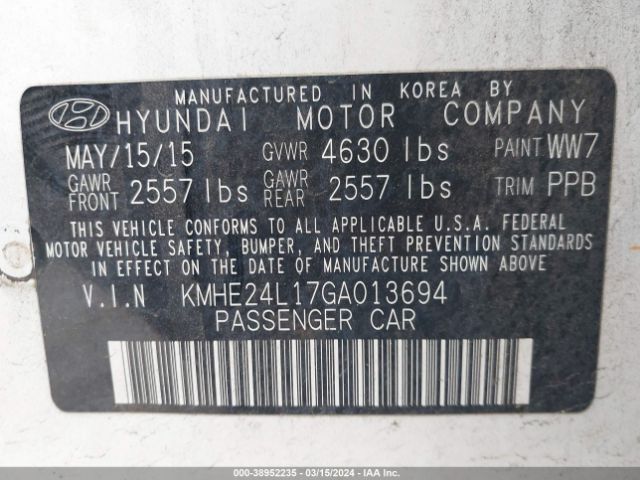 MANUFACTURED IN KOREA BY
HYUNDAI MOTOR COMPANY
MAY/15/15 GVWR 4630 lbs PAINT WW7
GAWR FRONT 2557 lbs GAWR REAR 2557 lbs TRIM PPB
THIS VEHICLE CONFORMS TO ALL APPLICABLE U.S.A. FEDERAL
MOTOR VEHICLE SAFETY, BUMPER, AND THEFT PREVENTION STANDARDS
IN EFFECT ON THE DATE OF MANUFACTURE SHOWN ABOVE
V.I.N KMHE24L17GA013694
PASSENGER CAR
000-38952235 - 03/15/2024 - IAAI.COM